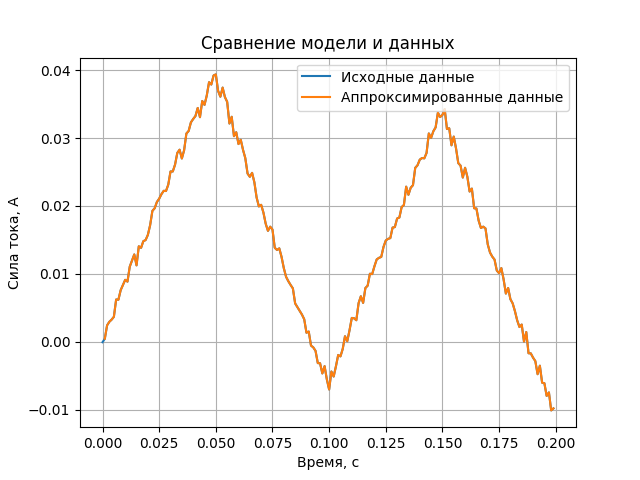 Сравнение модели и данных
Исходные данные
Аппроксимированные данные
Сила тока, А
0.04
0.03
0.02
0.01
0.00
−0.01
0.000 0.025 0.050 0.075 0.100 0.125 0.150 0.175 0.200
Время, с